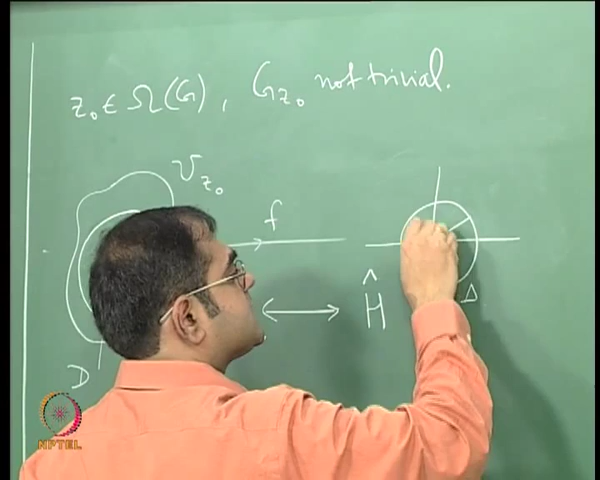 z₀ ∈ Ω(G), G_{z₀} not trivial.
U_{z₀}
f
Δ
Ĥ
D
NPTEL